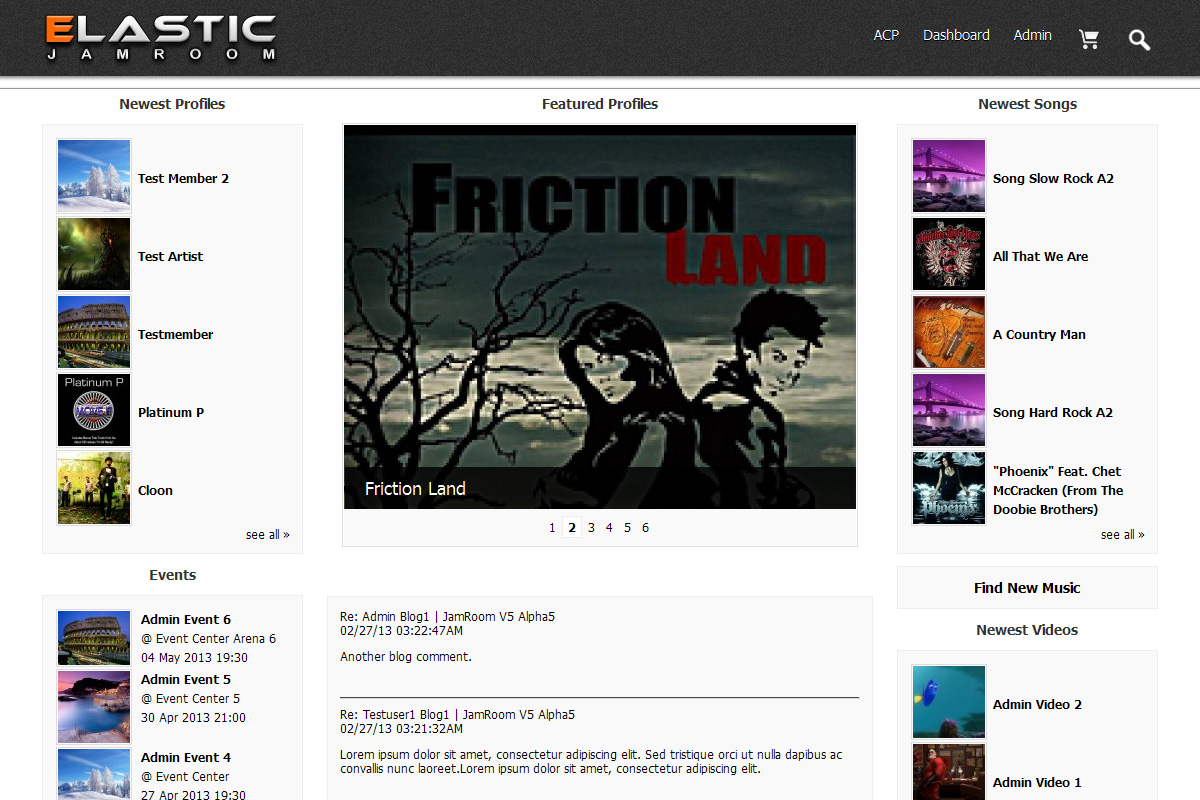 ELASTIC
JAMROOM
ACP
Dashboard
Admin
Newest Profiles
Test Member 2
Test Artist
Testmember
Platinum P
Platinum P
Cloon
see all »
Featured Profiles
FRICTION
LAND
Friction Land
1 2 3 4 5 6
Newest Songs
Song Slow Rock A2
All That We Are
A Country Man
Song Hard Rock A2
Phoenix
"Phoenix" Feat. Chet
McCracken (From The
Doobie Brothers)
see all »
Events
Admin Event 6
@ Event Center Arena 6
04 May 2013 19:30
Admin Event 5
@ Event Center 5
30 Apr 2013 21:00
Admin Event 4
@ Event Center
27 Apr 2013 19:30
Re: Admin Blog1 | JamRoom V5 Alpha5
02/27/13 03:22:47AM
Another blog comment.
Re: Testuser1 Blog1 | JamRoom V5 Alpha5
02/27/13 03:21:32AM
Lorem ipsum dolor sit amet, consectetur adipiscing elit. Sed tristique orci ut nulla dapibus ac
convallis nunc laoreet.Lorem ipsum dolor sit amet, consectetur adipiscing elit.
Find New Music
Newest Videos
Admin Video 2
Admin Video 1